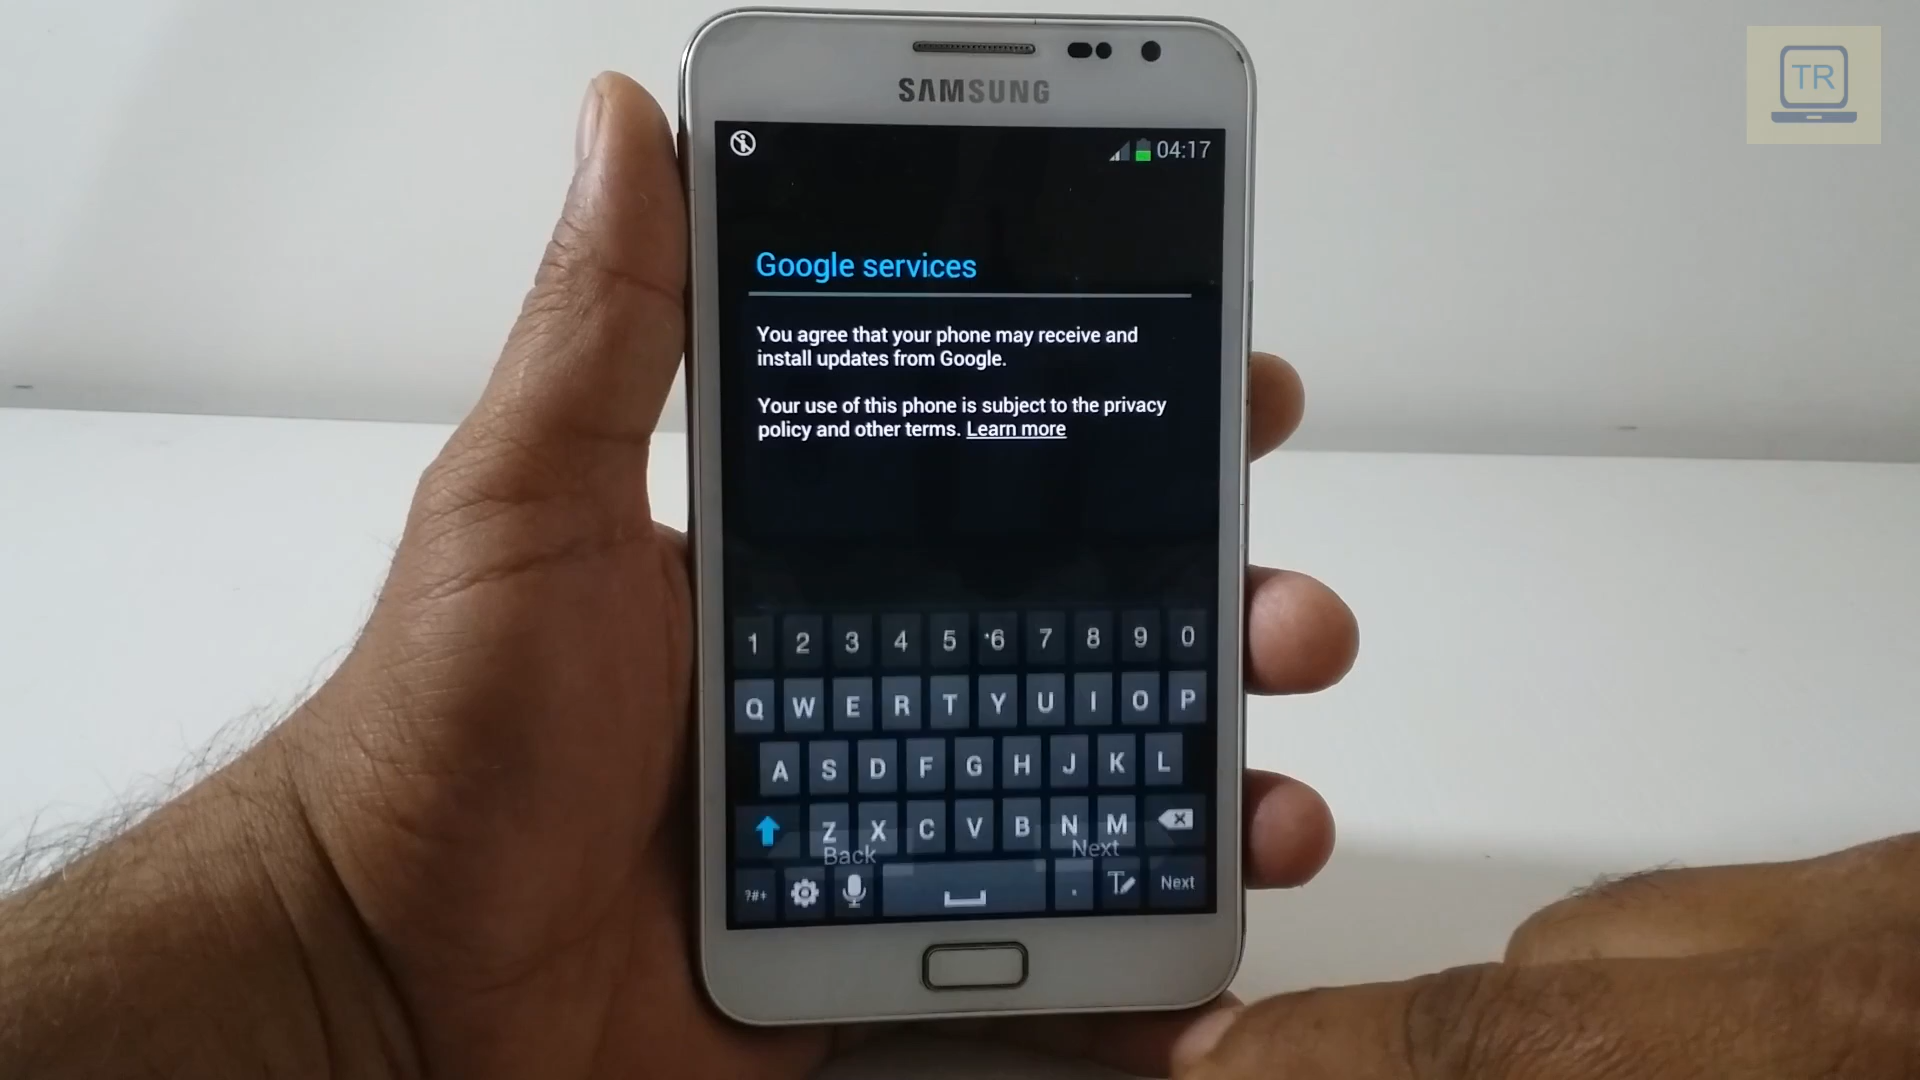 TR
SAMSUNG
04:17
Google services
You agree that your phone may receive and
install updates from Google.
Your use of this phone is subject to the privacy
policy and other terms. Learn more
1 2 3 4 5 6 7 8 9 0
Q W E R T Y U I O P
A S D F G H J K L
Z X C V B N M
Back Next
?#+ . T Next